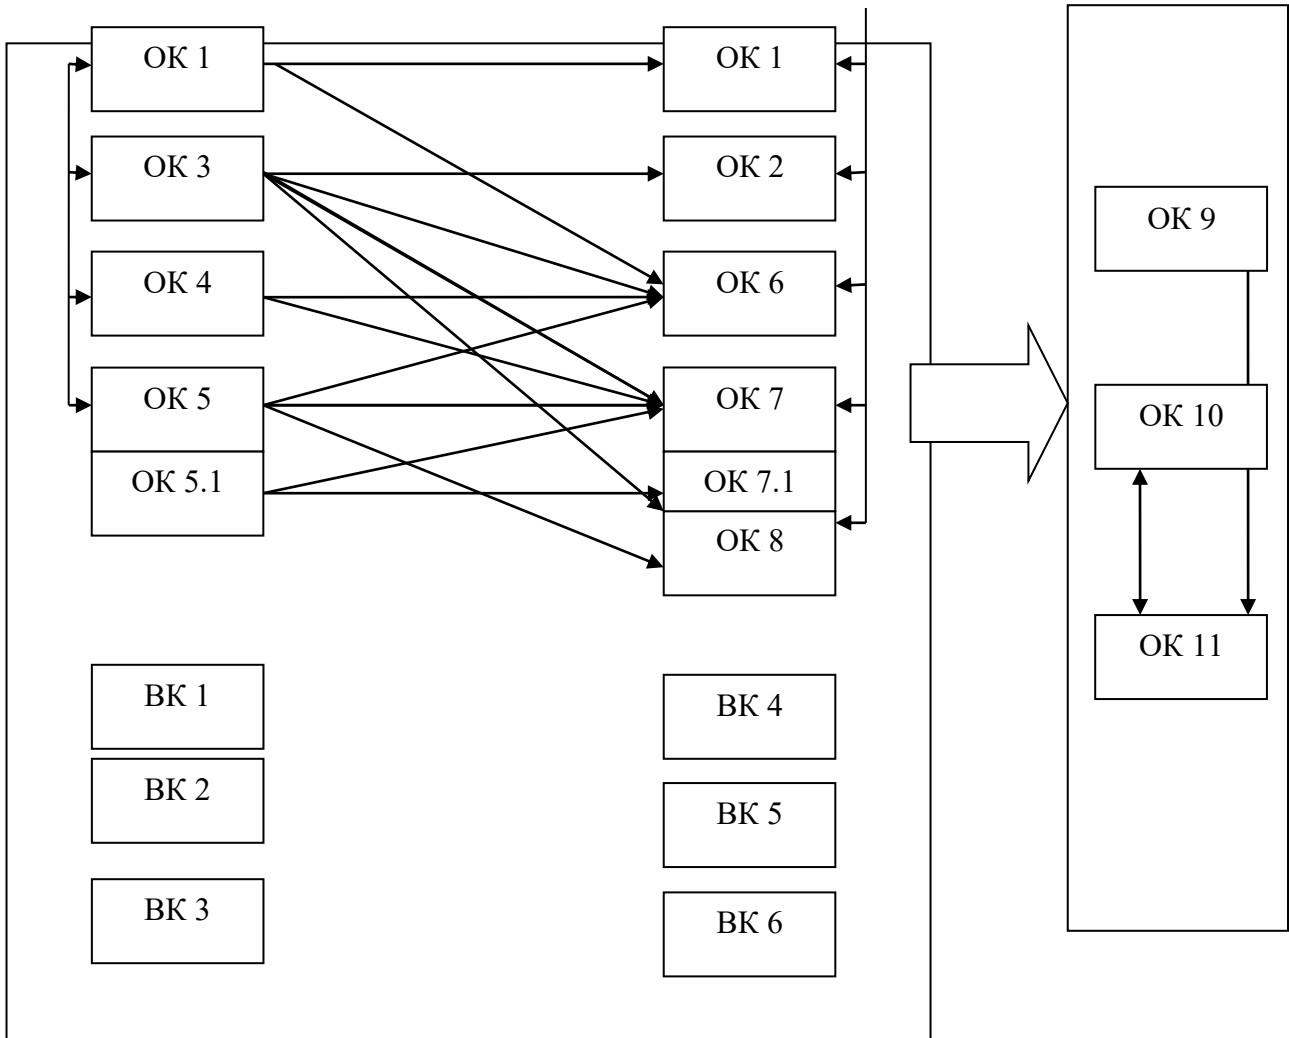 ОК 1
ОК 3
ОК 4
ОК 5
ОК 5.1
ВК 1
ВК 2
ВК 3
ОК 1
ОК 2
ОК 6
ОК 7
ОК 7.1
ОК 8
ВК 4
ВК 5
ВК 6
ОК 9
ОК 10
ОК 11